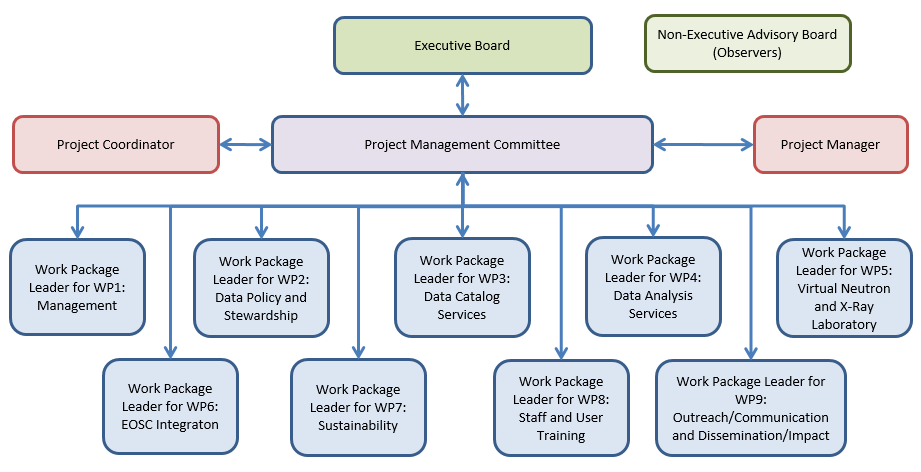 Executive Board
Non-Executive Advisory Board
(Observers)
Project Coordinator
Project Management Committee
Project Manager
Work Package
Leader for WP1:
Management
Work Package
Leader for WP2:
Data Policy and
Stewardship
Work Package
Leader for WP3:
Data Catalog
Services
Work Package
Leader for WP4:
Data Analysis
Services
Work Package
Leader for WP5:
Virtual Neutron
and X-Ray
Laboratory
Work Package
Leader for WP6:
EOSC Integraton
Work Package
Leader for WP7:
Sustainability
Work Package
Leader for WP8:
Staff and User
Training
Work Package Leader for
WP9:
Outreach/Communication
and Dissemination/Impact